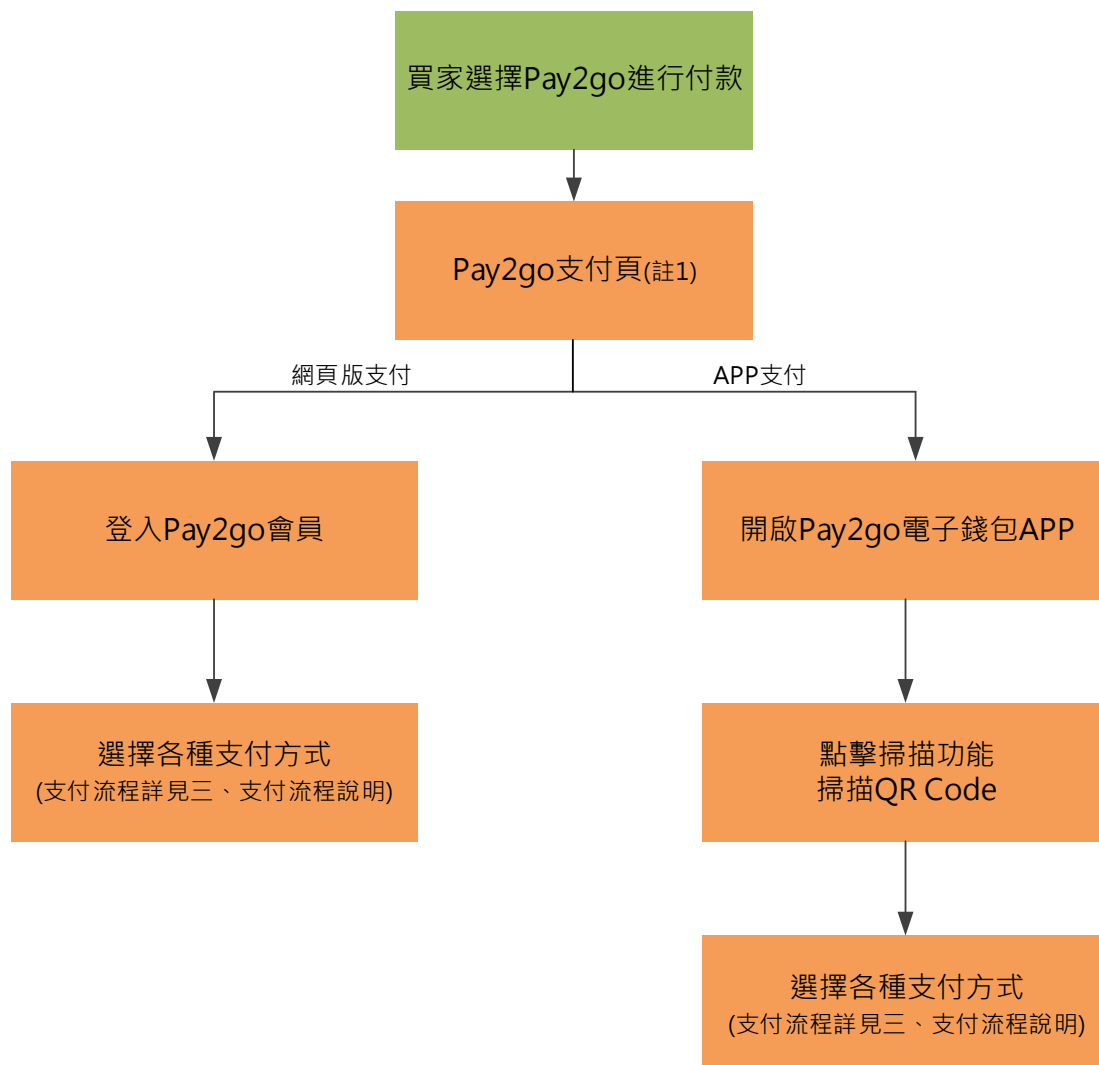 買家選擇Pay2go進行付款
Pay2go支付頁(註1)
網頁版支付
APP支付
登入Pay2go會員
開啟Pay2go電子錢包APP
選擇各種支付方式
(支付流程詳見三、支付流程說明)
點擊掃描功能
掃描QR Code
選擇各種支付方式
(支付流程詳見三、支付流程說明)